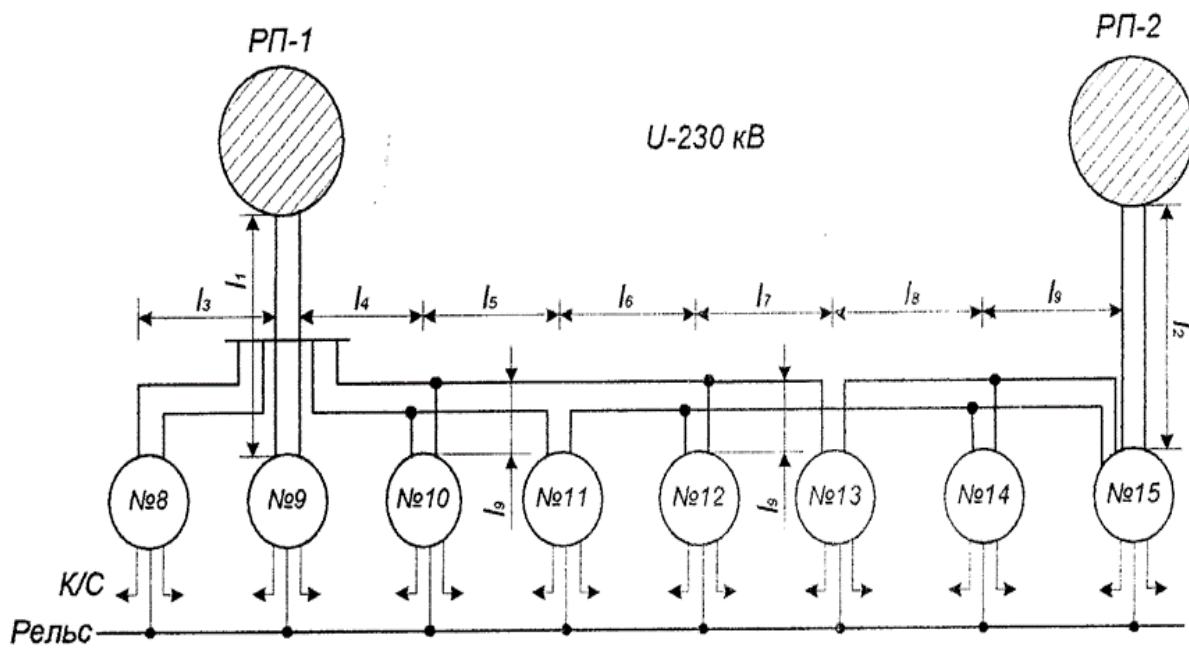 РП-1
РП-2
U-230 кВ
l₁
l₂
l₃
l₄
l₅
l₆
l₇
l₈
l₉
l₉
l₉
№8
№9
№10
№11
№12
№13
№14
№15
К/С
Рельс